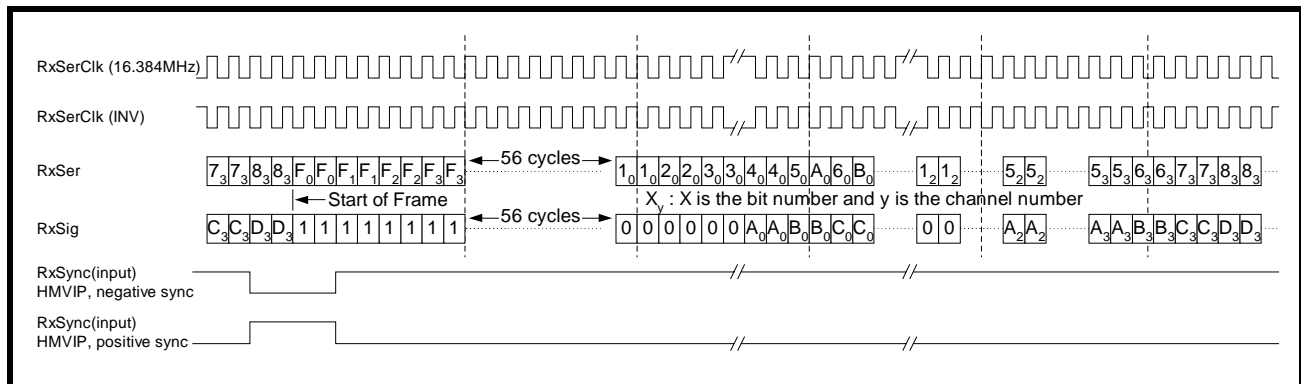 RxSerClk (16.384MHz)
RxSerClk (INV)
RxSer 7₃ 7₃ 8₃ 8₃ F₀ F₀ F₁ F₁ F₂ F₂ F₃ F₃ 56 cycles 1₀ 1₀ 2₀ 2₀ 3₀ 3₀ 4₀ 4₀ 5₀ A₀ 6₀ B₀ 1₂ 1₂ 5₂ 5₂ 5₃ 5₃ 6₃ 6₃ 7₃ 7₃ 8₃ 8₃
Start of Frame Xy : X is the bit number and y is the channel number
RxSig C₃ C₃ D₃ D₃ 1 1 1 1 1 1 1 1 56 cycles 0 0 0 0 0 0 A₀ A₀ B₀ B₀ C₀ C₀ 0 0 A₂ A₂ A₃ A₃ B₃ B₃ C₃ C₃ D₃ D₃
RxSync(input)
HMVIP, negative sync
RxSync(input)
HMVIP, positive sync